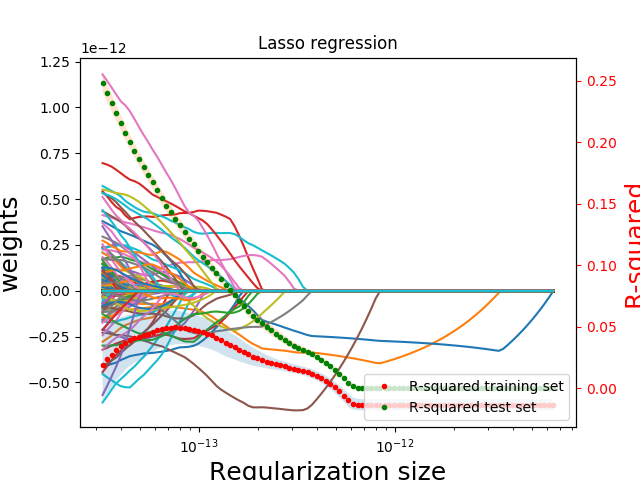 Lasso regression
1e−12
1.25
1.00
0.75
0.50
0.25
0.00
−0.25
−0.50
weights
0.25
0.20
0.15
0.10
0.05
0.00
R-squared
R-squared training set
R-squared test set
10⁻¹³
10⁻¹²
Regularization size